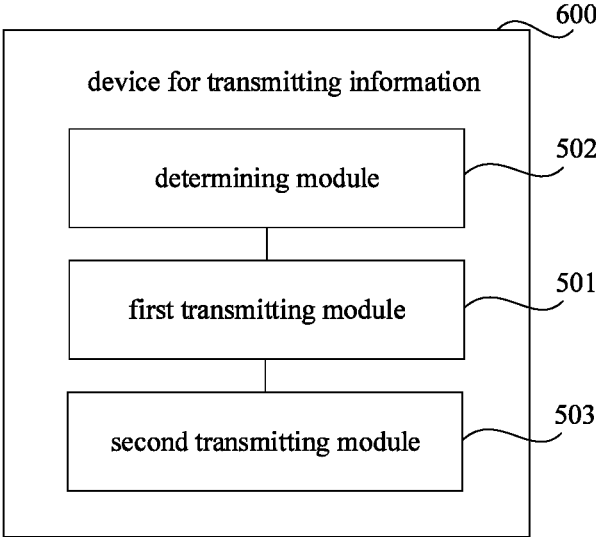 600
device for transmitting information
502
determining module
501
first transmitting module
503
second transmitting module